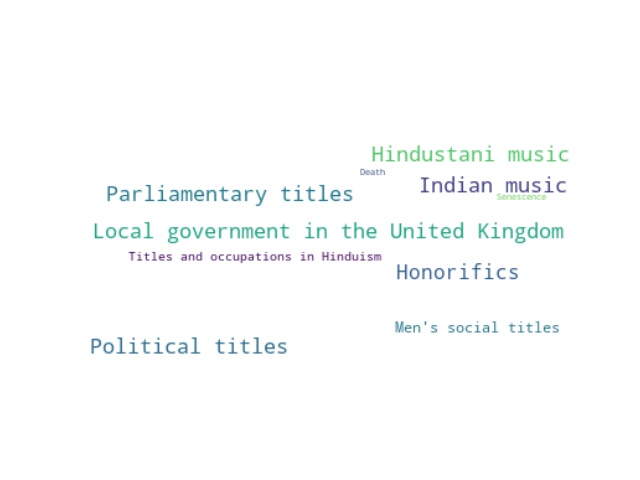 Hindustani music
Death
Indian music
Parliamentary titles
Senescence
Local government in the United Kingdom
Titles and occupations in Hinduism
Honorifics
Men's social titles
Political titles